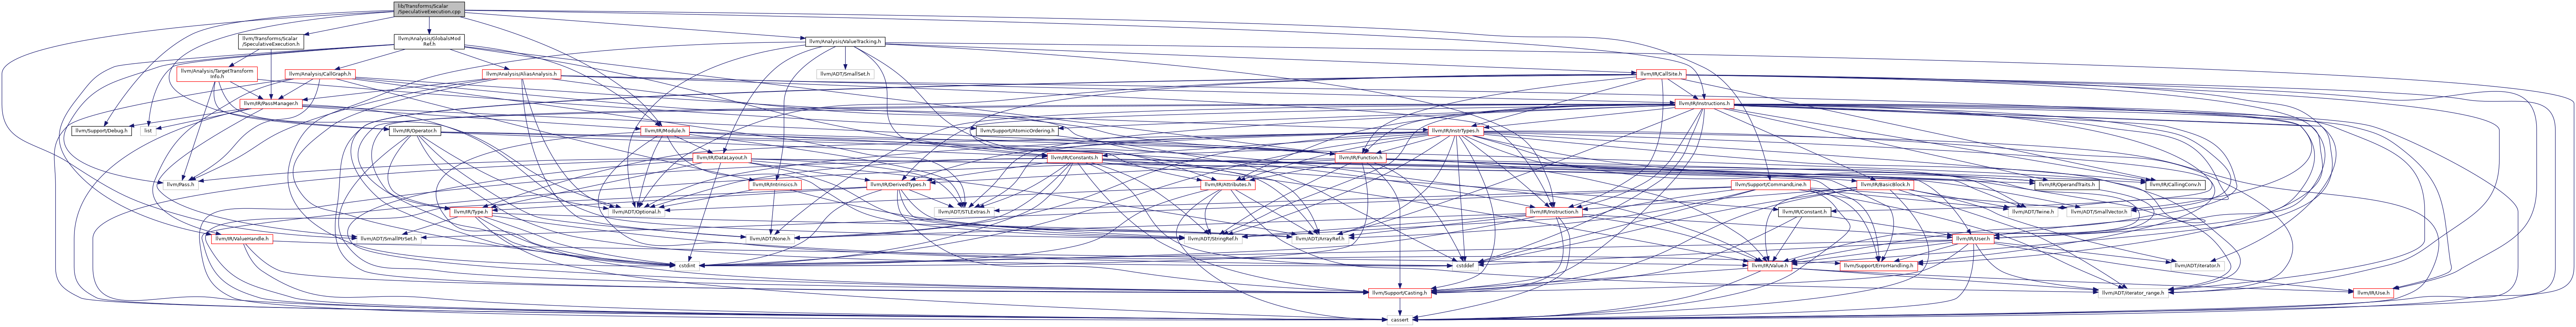 lib/Transforms/Scalar
/SpeculativeExecution.cpp
llvm/Transforms/Scalar
/SpeculativeExecution.h
llvm/Analysis/GlobalsMod
Ref.h
llvm/Analysis/ValueTracking.h
llvm/Analysis/TargetTransform
Info.h
llvm/Analysis/CallGraph.h
llvm/Analysis/AliasAnalysis.h
llvm/ADT/SmallSet.h
llvm/IR/CallSite.h
llvm/IR/PassManager.h
llvm/IR/Instructions.h
llvm/Support/Debug.h
list
llvm/IR/Operator.h
llvm/IR/Module.h
llvm/Support/AtomicOrdering.h
llvm/IR/InstrTypes.h
llvm/IR/DataLayout.h
llvm/IR/Constants.h
llvm/IR/Function.h
llvm/Pass.h
llvm/IR/Intrinsics.h
llvm/IR/DerivedTypes.h
llvm/IR/Attributes.h
llvm/Support/CommandLine.h
llvm/IR/BasicBlock.h
llvm/IR/OperandTraits.h
llvm/IR/CallingConv.h
llvm/IR/Type.h
llvm/ADT/Optional.h
llvm/ADT/STLExtras.h
llvm/IR/Instruction.h
llvm/IR/Constant.h
llvm/ADT/Twine.h
llvm/ADT/SmallVector.h
llvm/IR/ValueHandle.h
llvm/ADT/SmallPtrSet.h
llvm/ADT/None.h
llvm/ADT/StringRef.h
llvm/ADT/ArrayRef.h
llvm/IR/User.h
cstdint
cstddef
llvm/IR/Value.h
llvm/Support/ErrorHandling.h
llvm/ADT/iterator.h
llvm/Support/Casting.h
llvm/ADT/iterator_range.h
llvm/IR/Use.h
cassert